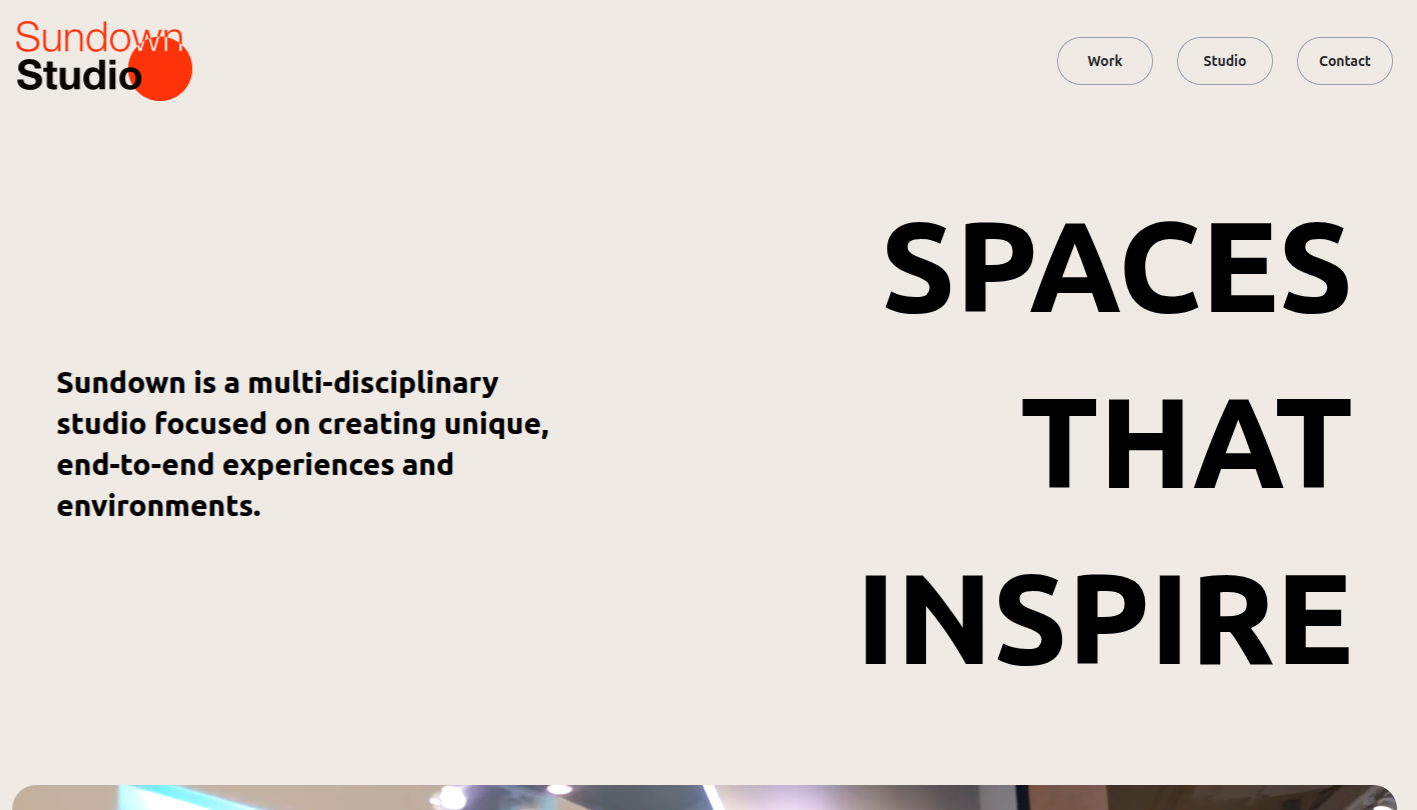 Sundown
Studio
Work
Studio
Contact
SPACES
THAT
INSPIRE
Sundown is a multi-disciplinary
studio focused on creating unique,
end-to-end experiences and
environments.